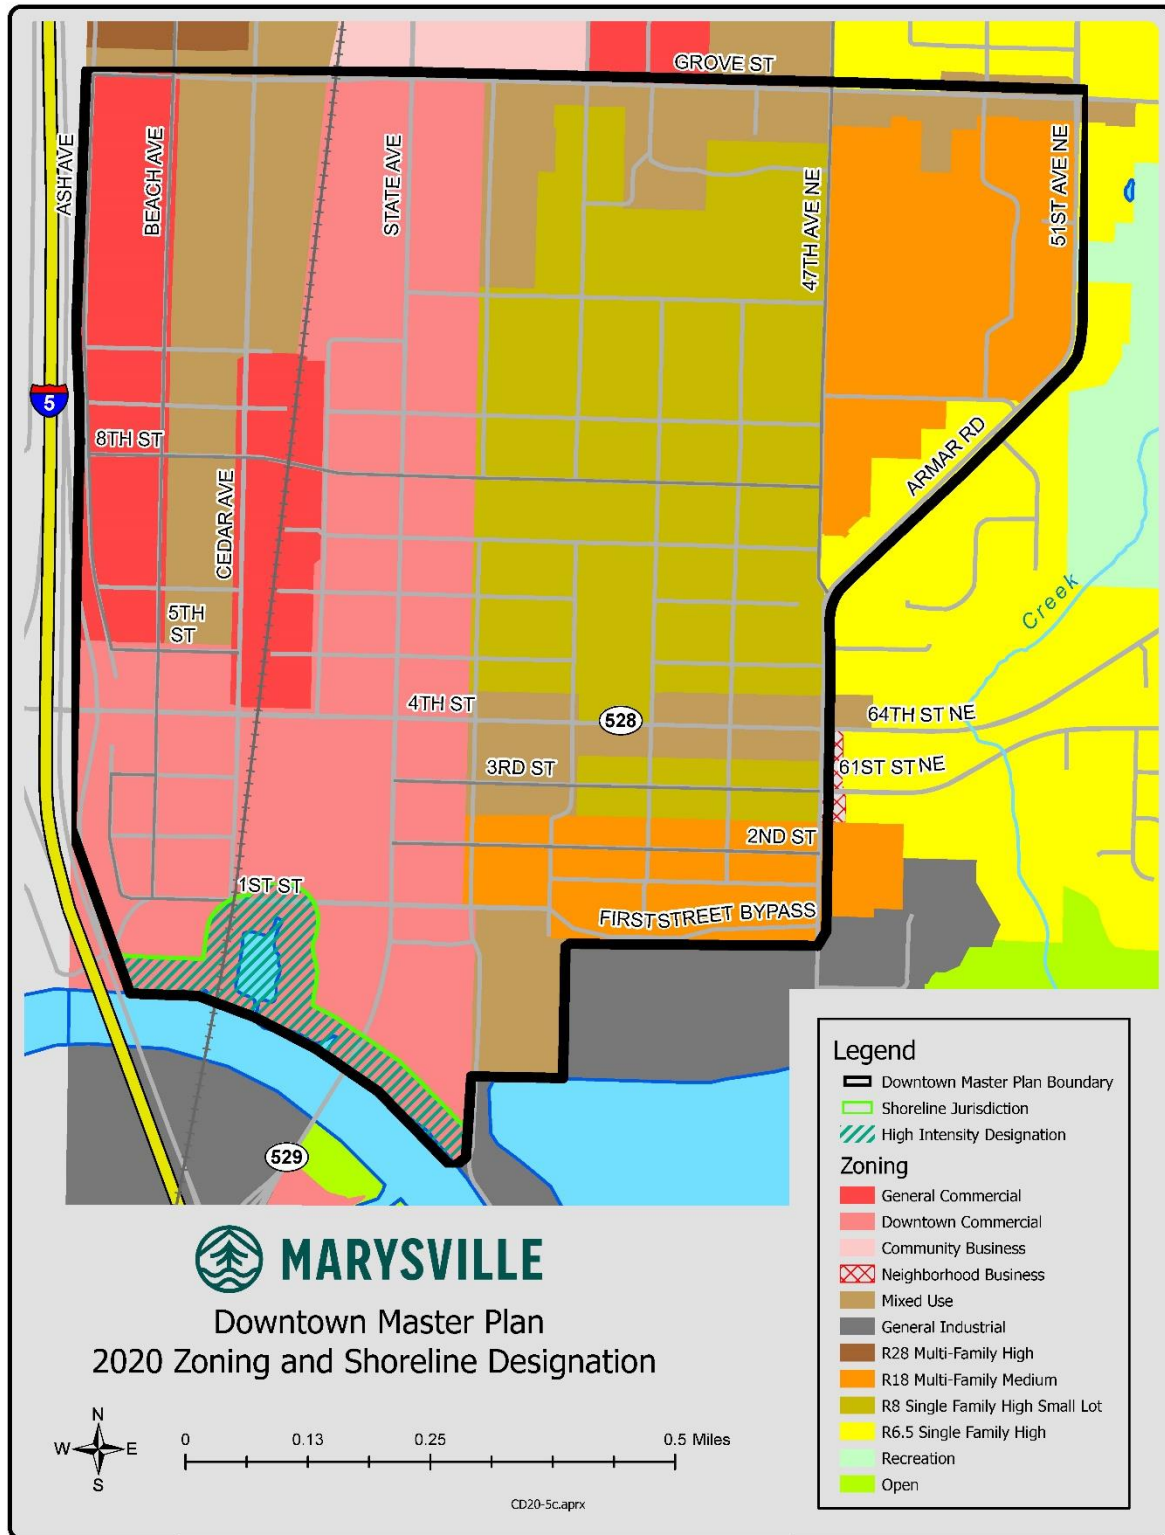 GROVE ST
ASH AVE
BEACH AVE
STATE AVE
47TH AVE NE
51ST AVE NE
5
8TH ST
CEDAR AVE
ARMAR RD
5TH
ST
Creek
4TH ST
528
64TH ST NE
3RD ST
61ST ST NE
2ND ST
1ST ST
FIRST STREET BYPASS
529
Legend
Downtown Master Plan Boundary
Shoreline Jurisdiction
High Intensity Designation
Zoning
General Commercial
Downtown Commercial
Community Business
Neighborhood Business
Mixed Use
General Industrial
R28 Multi-Family High
R18 Multi-Family Medium
R8 Single Family High Small Lot
R6.5 Single Family High
Recreation
Open
MARYSVILLE
Downtown Master Plan
2020 Zoning and Shoreline Designation
N
W E
S
0 0.13 0.25 0.5 Miles
CD20-5c.aprx